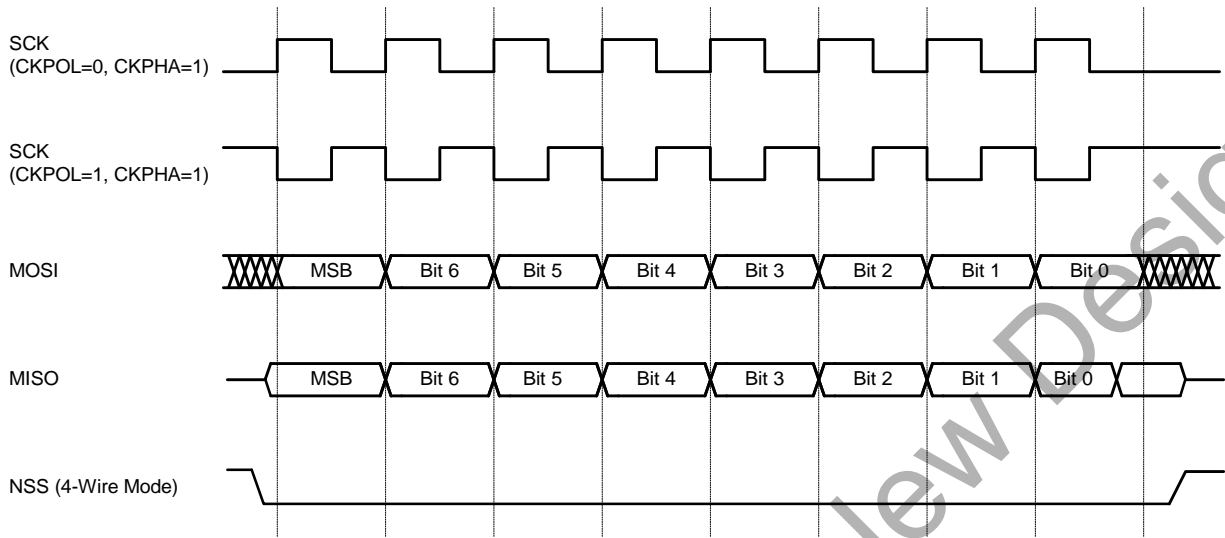 SCK
(CKPOL=0, CKPHA=1)
SCK
(CKPOL=1, CKPHA=1)
MOSI
MSB Bit 6 Bit 5 Bit 4 Bit 3 Bit 2 Bit 1 Bit 0
MISO
MSB Bit 6 Bit 5 Bit 4 Bit 3 Bit 2 Bit 1 Bit 0
NSS (4-Wire Mode)